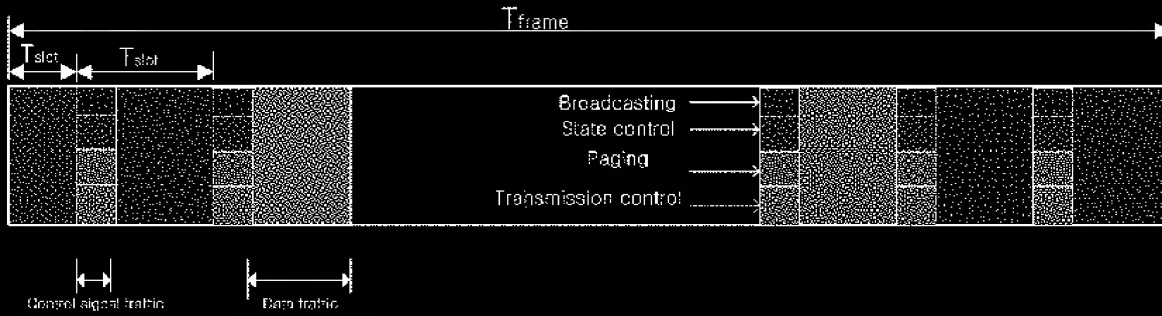 Tframe
Tslot
Tslot
Broadcasting
State control
Paging
Transmission control
Control signal traffic
Data traffic